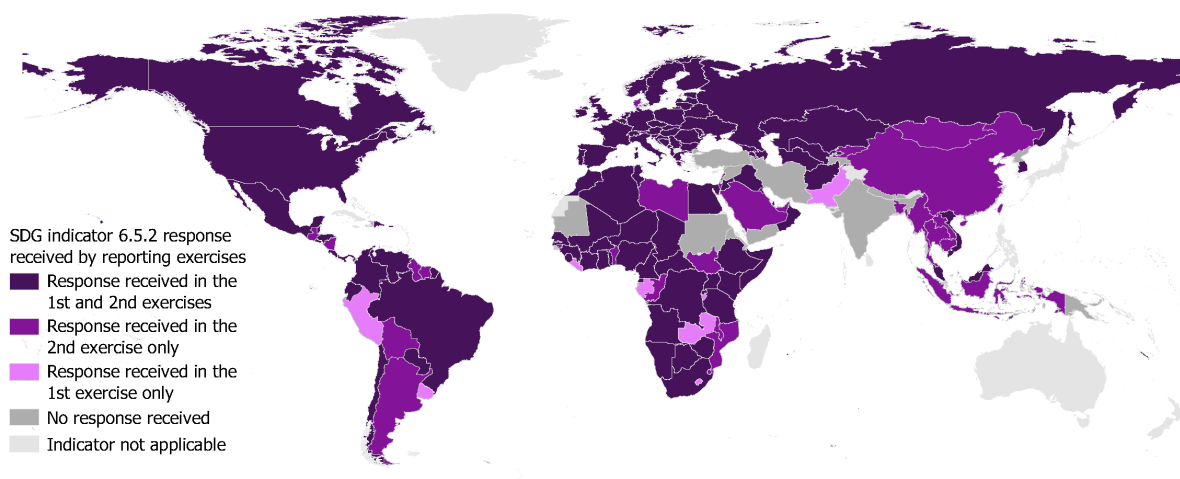 SDG indicator 6.5.2 response
received by reporting exercises
Response received in the
1st and 2nd exercises
Response received in the
2nd exercise only
Response received in the
1st exercise only
No response received
Indicator not applicable